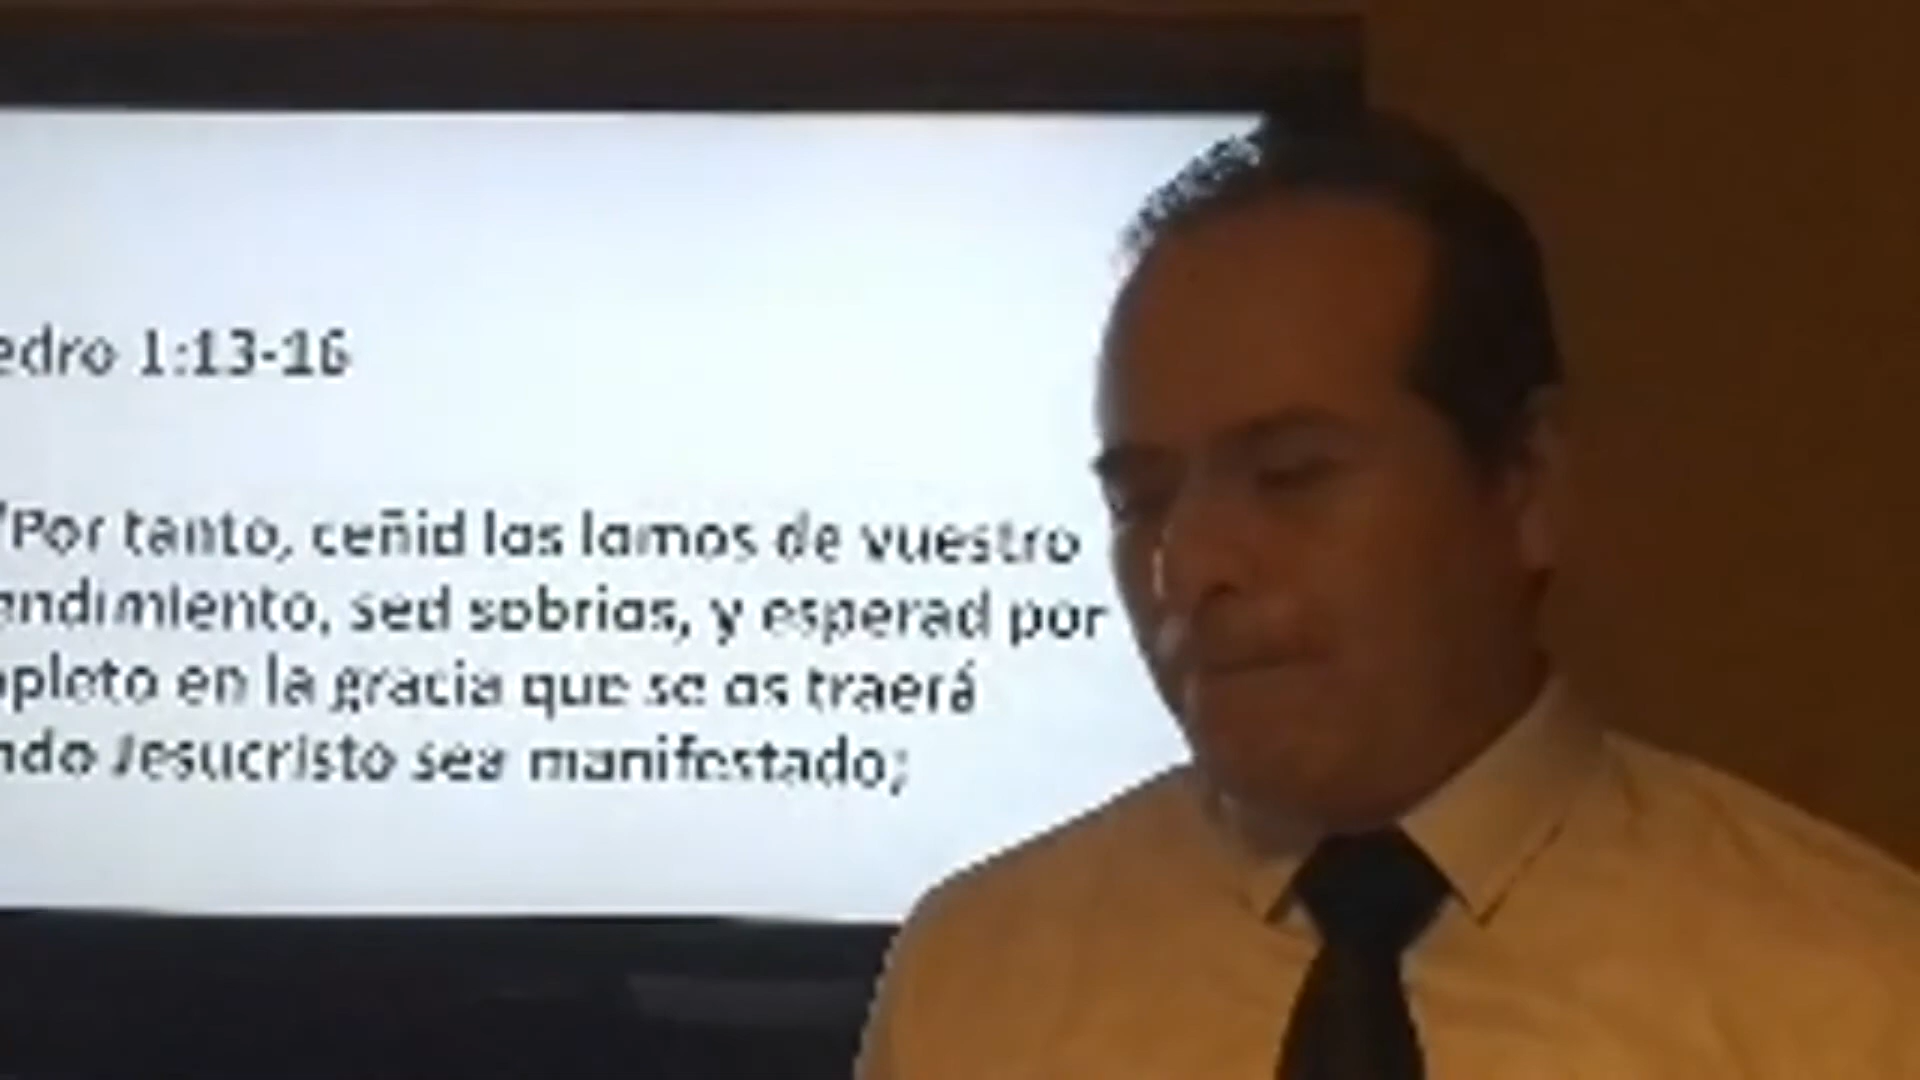 edro 1:13-16
"Por tanto, ceñid los lomos de vuestro
endimiento, sed sobrios, y esperad por
pleto en la gracia que se os traerá
ndo Jesucristo sea manifestado;